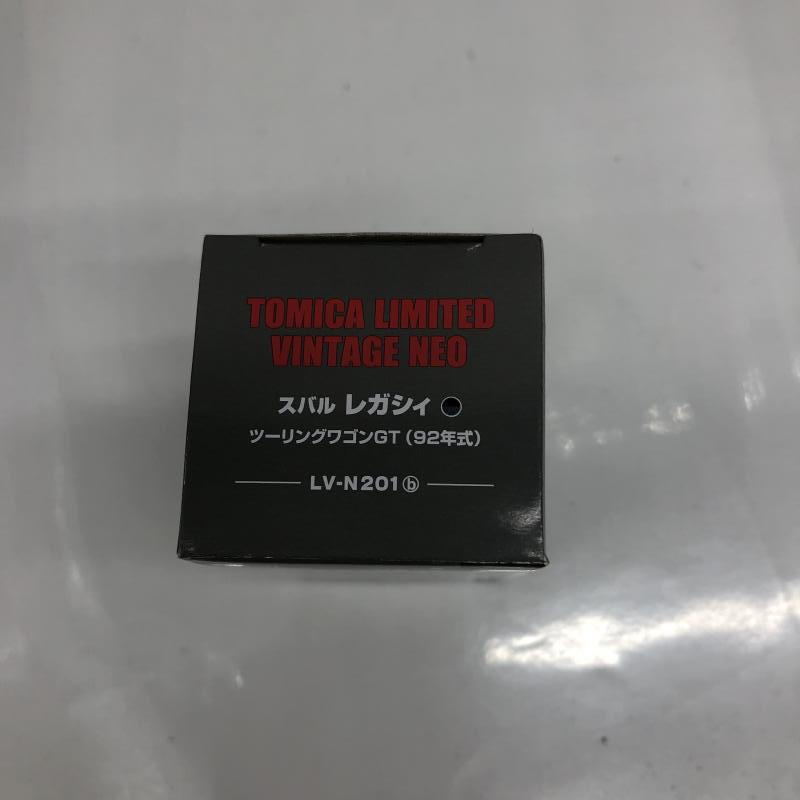 TOMICA LIMITED
VINTAGE NEO
スバル レガシィ
ツーリングワゴンGT（92年式）
LV-N201ⓑ